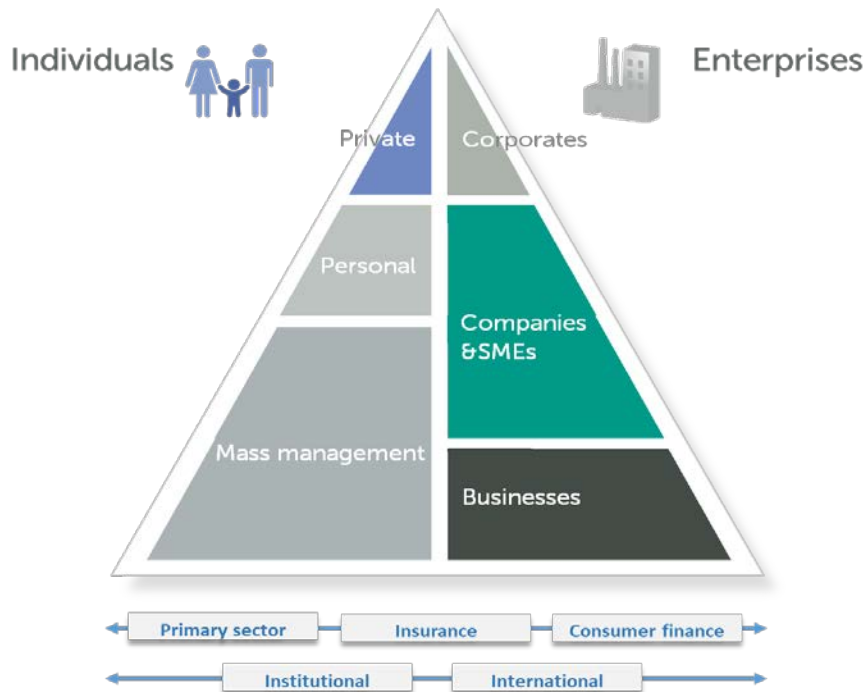 Individuals
Enterprises
Private
Corporates
Personal
Companies
&SMEs
Mass management
Businesses
Primary sector
Insurance
Consumer finance
Institutional
International